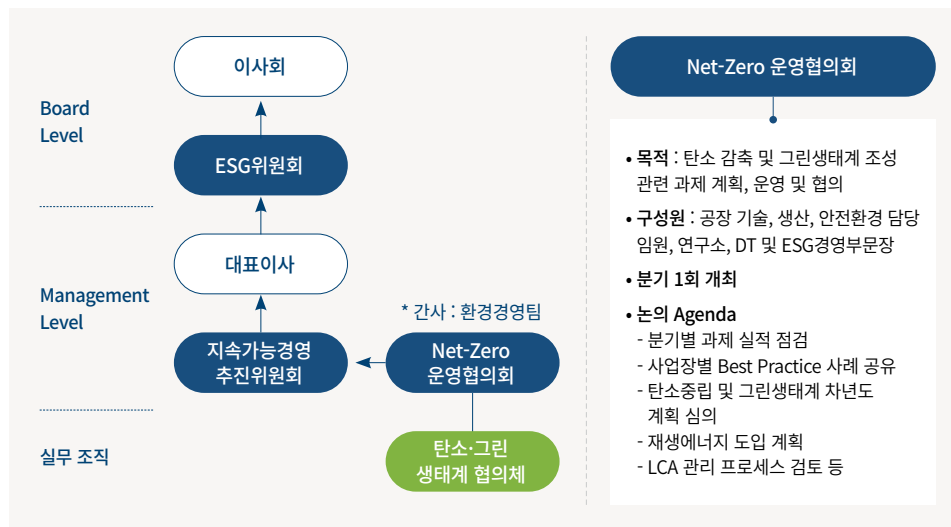 이사회
Board
Level
ESG위원회
대표이사
Management
Level
* 간사 : 환경경영팀
지속가능경영
추진위원회
Net-Zero
운영협의회
실무 조직
탄소·그린
생태계 협의체
Net-Zero 운영협의회
• 목적 : 탄소 감축 및 그린생태계 조성
관련 과제 계획, 운영 및 협의
• 구성원 : 공장 기술, 생산, 안전환경 담당
임원, 연구소, DT 및 ESG경영부문장
• 분기 1회 개최
• 논의 Agenda
- 분기별 과제 실적 점검
- 사업장별 Best Practice 사례 공유
- 탄소중립 및 그린생태계 차년도
계획 심의
- 재생에너지 도입 계획
- LCA 관리 프로세스 검토 등